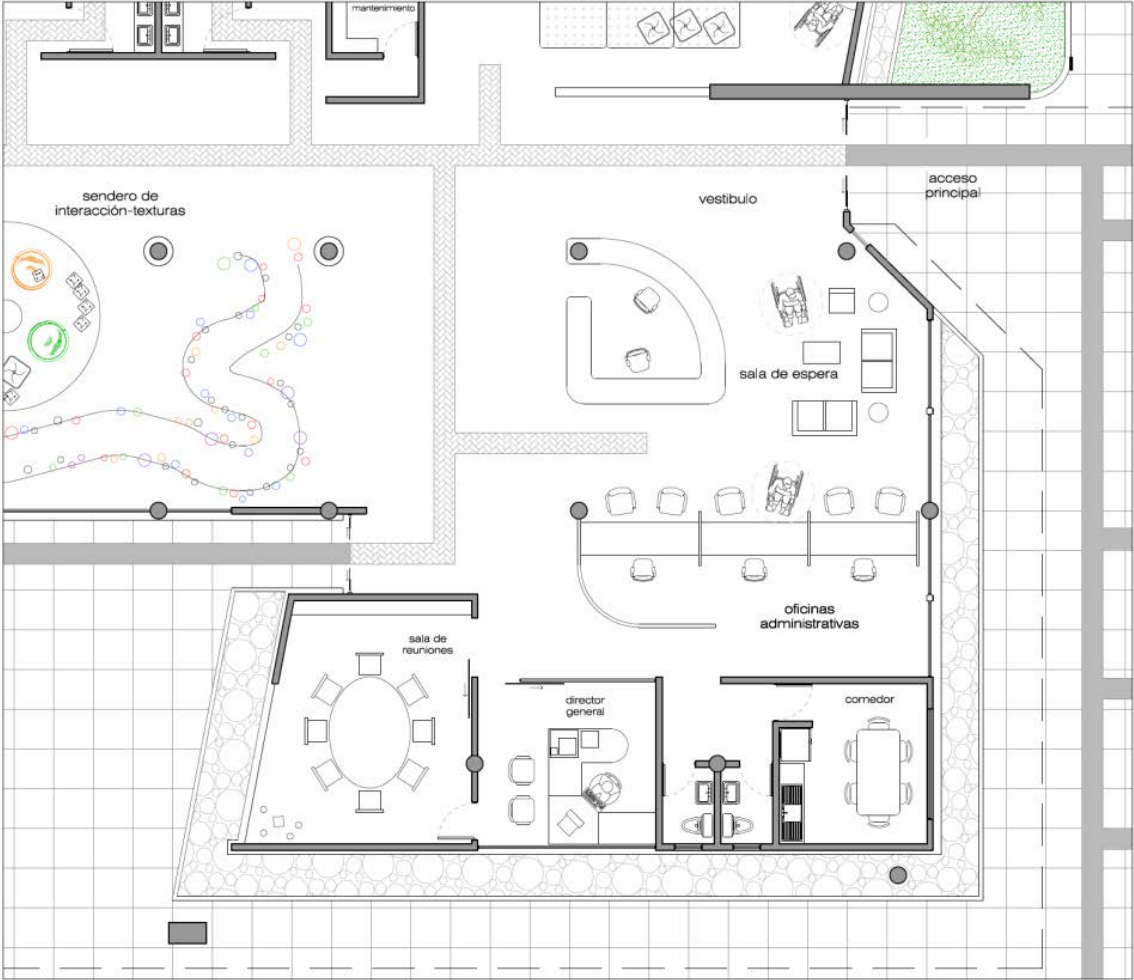 mantenimiento
sendero de
interacción-texturas
vestibulo
acceso
principal
sala de espera
oficinas
administrativas
sala de
reuniones
director
general
comedor